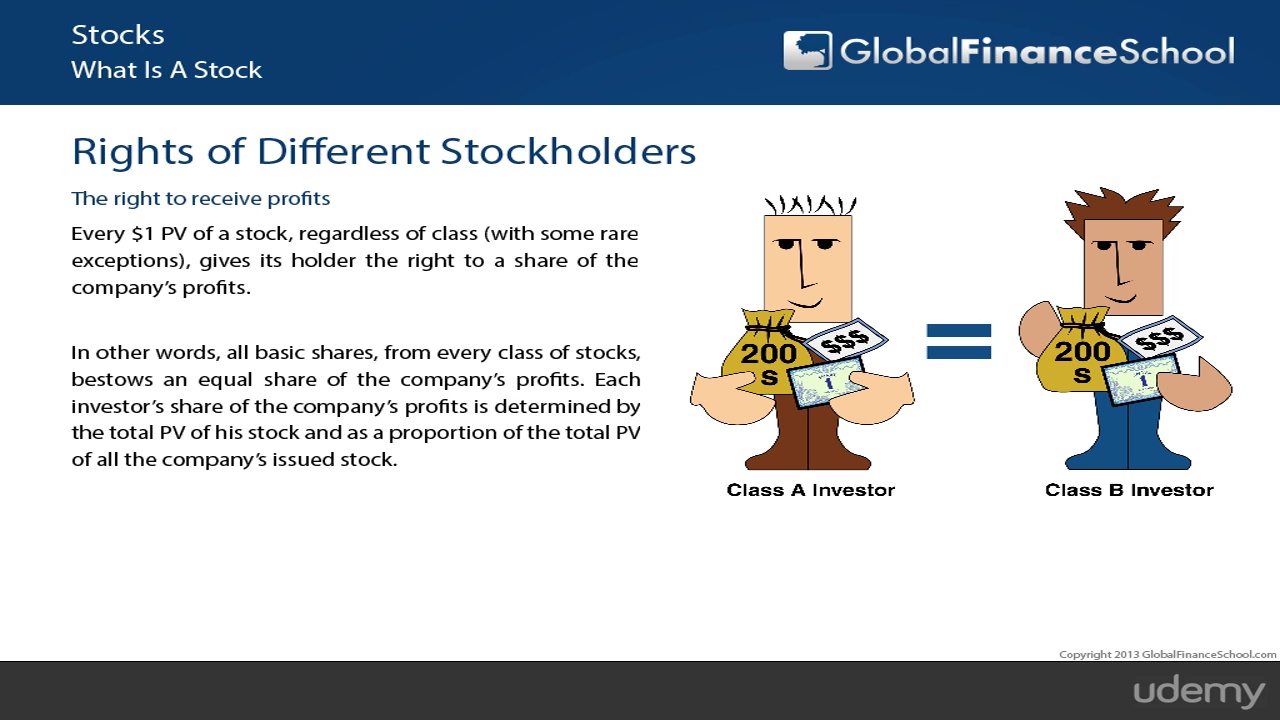 Stocks
What Is A Stock
GlobalFinanceSchool
Rights of Different Stockholders
The right to receive profits
Every $1 PV of a stock, regardless of class (with some rare
exceptions), gives its holder the right to a share of the
company's profits.
In other words, all basic shares, from every class of stocks,
bestows an equal share of the company's profits. Each
investor's share of the company's profits is determined by
the total PV of his stock and as a proportion of the total PV
of all the company's issued stock.
200
S
$$$
1
Class A Investor
=
200
S
$$$
1
Class B Investor
Copyright 2013 GlobalFinanceSchool.com
udemy